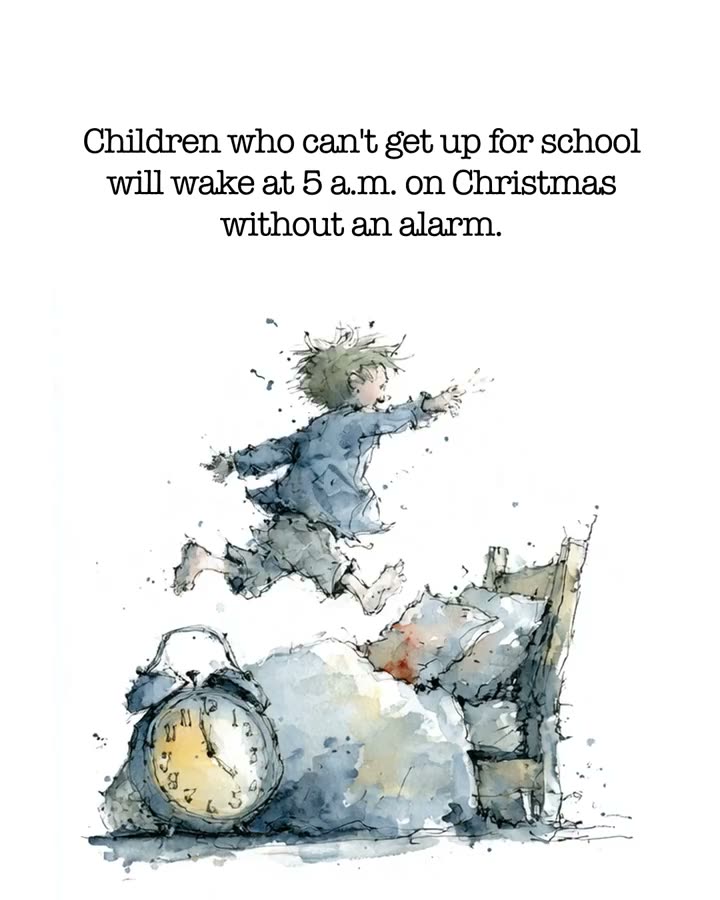 Children who can't get up for school
will wake at 5 a.m. on Christmas
without an alarm.